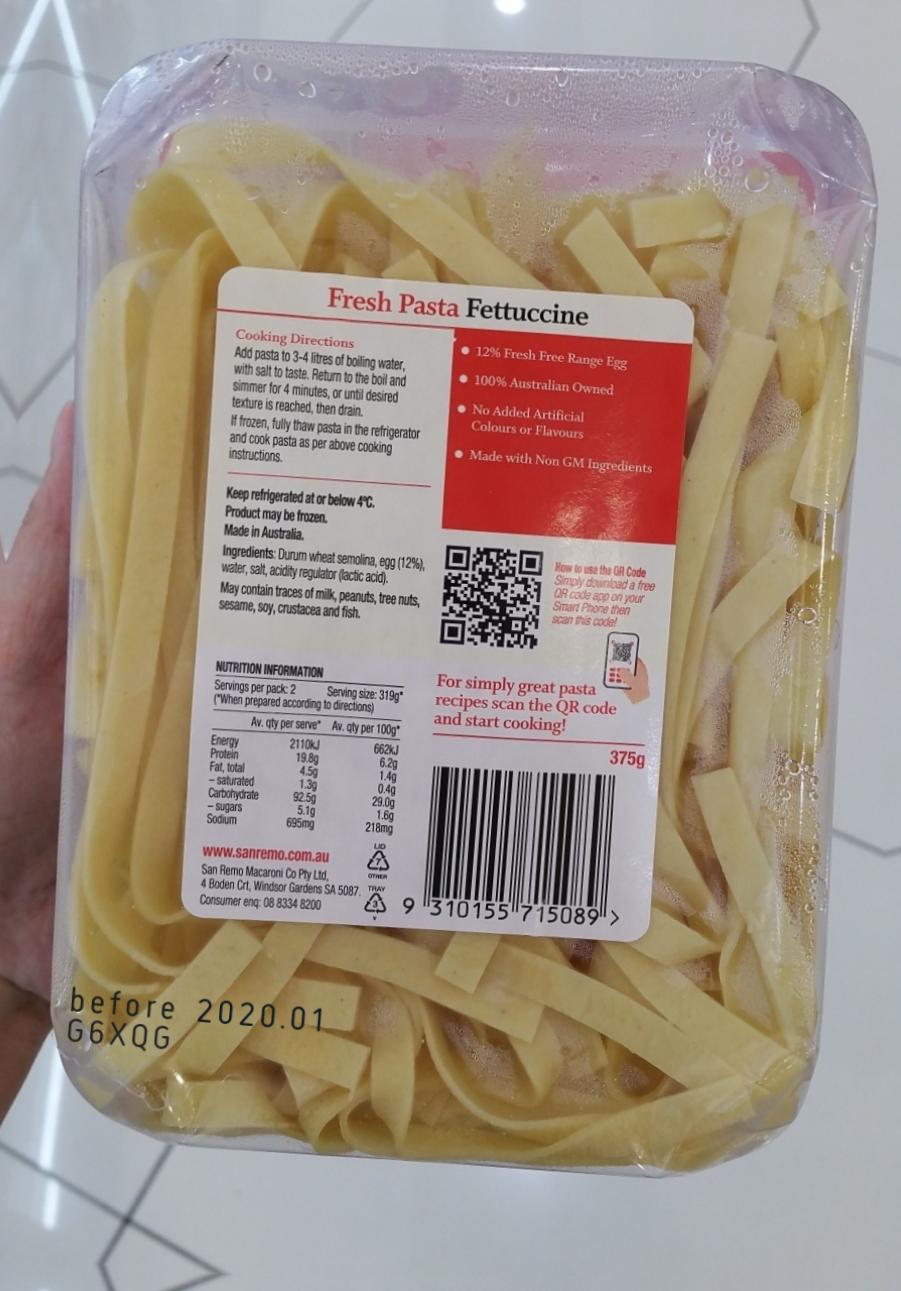 Fresh Pasta Fettuccine
Cooking Directions
Add pasta to 3-4 litres of boiling water,
with salt to taste. Return to the boil and
simmer for 4 minutes, or until desired
texture is reached, then drain.
If frozen, fully thaw pasta in the refrigerator
and cook pasta as per above cooking
instructions.
Keep refrigerated at or below 4°C.
Product may be frozen.
Made in Australia.
Ingredients: Durum wheat semolina, egg (12%),
water, salt, acidity regulator (lactic acid).
May contain traces of milk, peanuts, tree nuts,
sesame, soy, crustacea and fish.
• 12% Fresh Free Range Egg
• 100% Australian Owned
• No Added Artificial
Colours or Flavours
• Made with Non GM Ingredients
How to use the QR Code
Simply download a free
QR code app on your
Smart Phone then
scan this code!
For simply great pasta
recipes scan the QR code
and start cooking!
375g
NUTRITION INFORMATION
Servings per pack: 2 Serving size: 319g*
(*When prepared according to directions)
Av. qty per serve* Av. qty per 100g*
Energy 2110kJ 662kJ
Protein 19.8g 6.2g
Fat, total 4.5g 1.4g
– saturated 1.3g 0.4g
Carbohydrate 92.5g 29.0g
– sugars 5.1g 1.6g
Sodium 695mg 218mg
www.sanremo.com.au
San Remo Macaroni Co Pty Ltd,
4 Boden Crt, Windsor Gardens SA 5087.
Consumer enq: 08 8334 8200
LID
7
OTHER
TRAY
3
V
9 310155 715089 >
before 2020.01
G6XQG